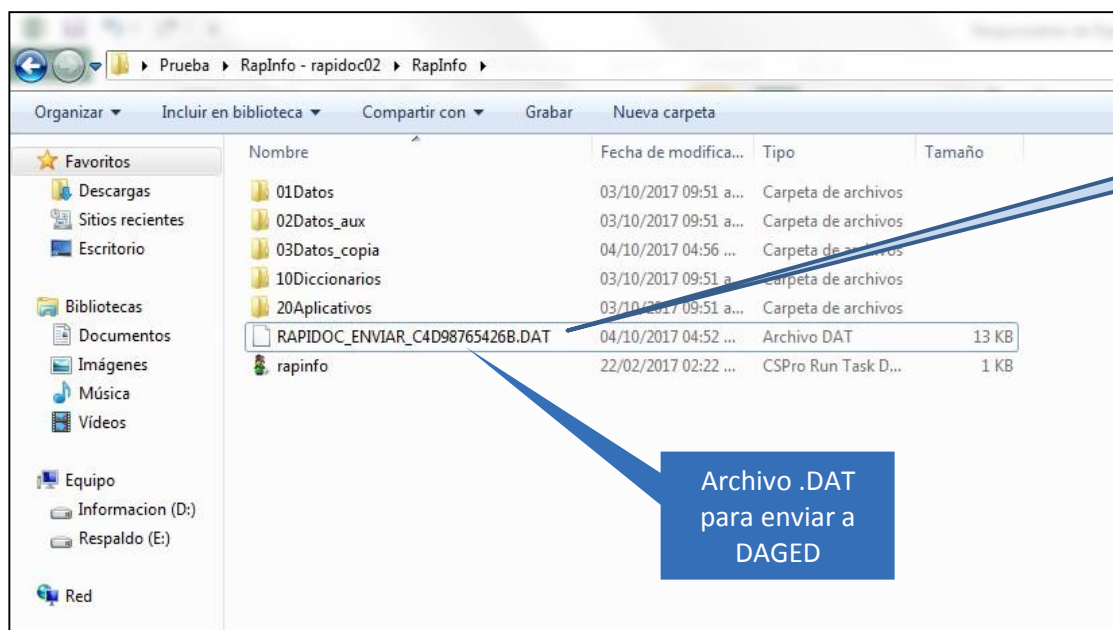 Prueba ▸ RapInfo - rapidoc02 ▸ RapInfo ▸
Organizar Incluir en biblioteca Compartir con Grabar Nueva carpeta
Nombre Fecha de modifica... Tipo Tamaño
Favoritos
Descargas
Sitios recientes
Escritorio
Bibliotecas
Documentos
Imágenes
Música
Vídeos
Equipo
Informacion (D:)
Respaldo (E:)
Red
01Datos 03/10/2017 09:51 a... Carpeta de archivos
02Datos_aux 03/10/2017 09:51 a... Carpeta de archivos
03Datos_copia 04/10/2017 04:56 ... Carpeta de archivos
10Diccionarios 03/10/2017 09:51 a... Carpeta de archivos
20Aplicativos 03/10/2017 09:51 a... Carpeta de archivos
RAPIDOC_ENVIAR_C4D98765426B.DAT 04/10/2017 04:52 ... Archivo DAT 13 KB
rapinfo 22/02/2017 02:22 ... CSPro Run Task D... 1 KB
Archivo .DAT
para enviar a
DAGED